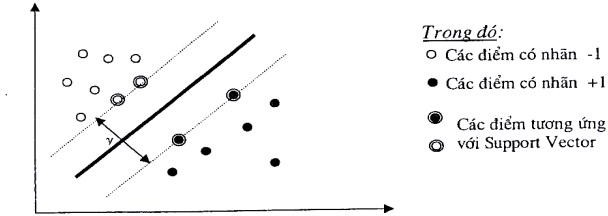 Trong đó:
Các điểm có nhãn -1
Các điểm có nhãn +1
Các điểm tương ứng
với Support Vector
γ